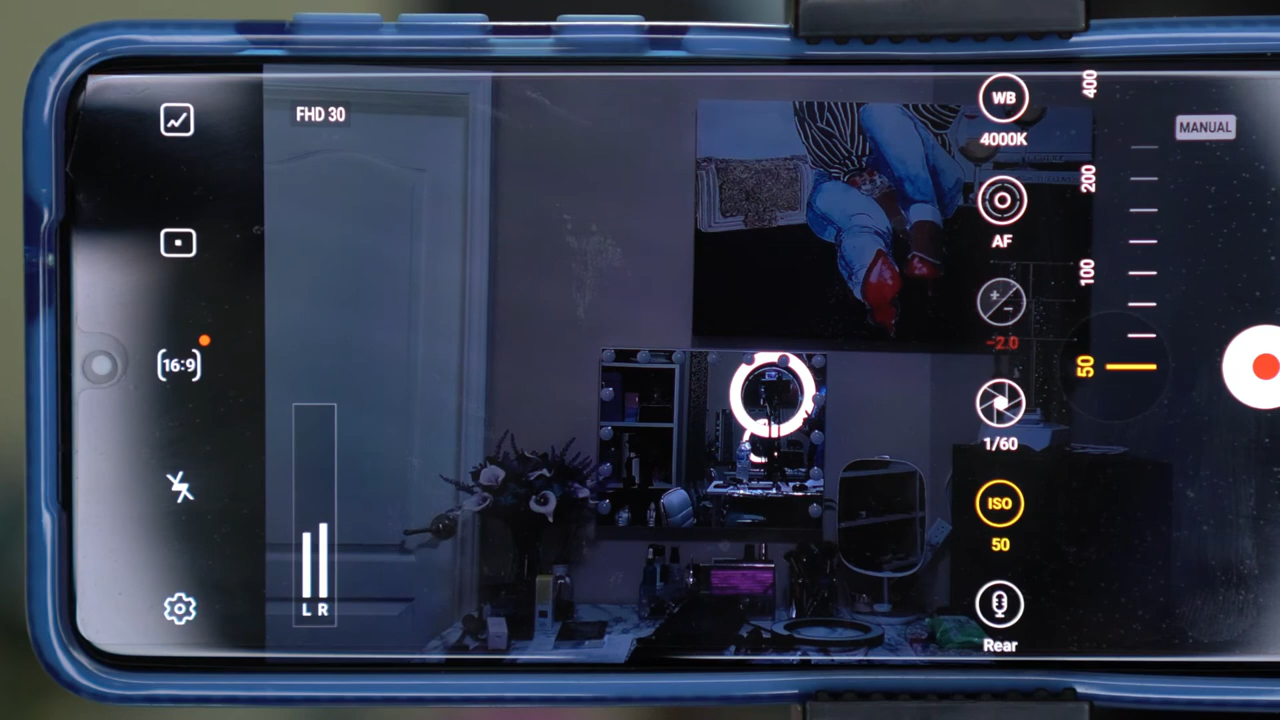 FHD 30
16:9
L R
WB
4000K
AF
-2.0
1/60
ISO
50
Rear
400
200
100
50
MANUAL